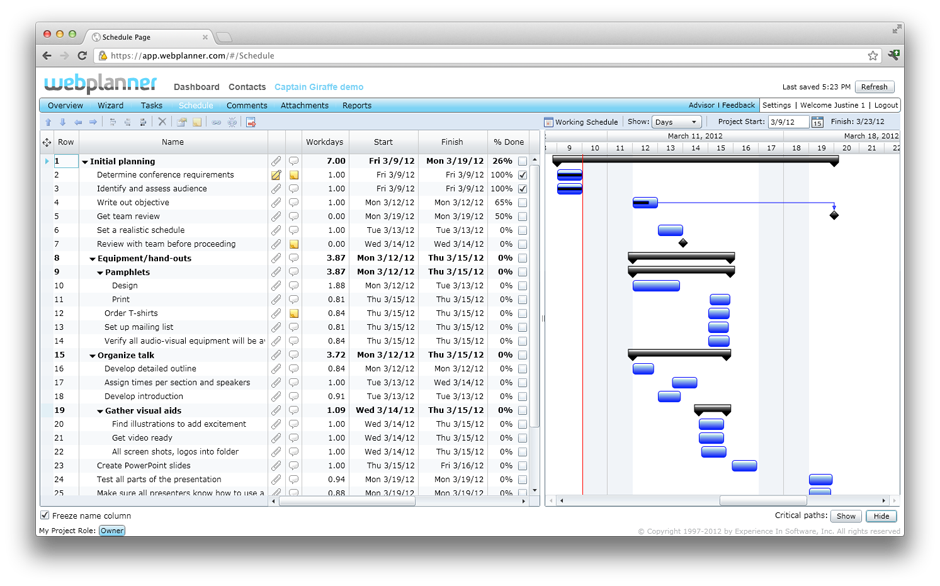 Schedule Page
https://app.webplanner.com/#/Schedule
webplanner Dashboard Contacts Captain Giraffe demo Last saved 5:23 PM Refresh
Overview Wizard Tasks Schedule Comments Attachments Reports Advisor | Feedback Settings | Welcome Justine 1 | Logout
Working Schedule Show: Days Project Start: 3/9/12 15 Finish: 3/23/12
Row Name Workdays Start Finish % Done March 11, 2012 March 18, 2012
9 10 11 12 13 14 15 16 17 18 19 20 21 22
1 Initial planning 7.00 Fri 3/9/12 Mon 3/19/12 26%
2 Determine conference requirements 1.00 Fri 3/9/12 Fri 3/9/12 100%
3 Identify and assess audience 1.00 Fri 3/9/12 Fri 3/9/12 100%
4 Write out objective 1.00 Mon 3/12/12 Mon 3/12/12 65%
5 Get team review 0.00 Mon 3/19/12 Mon 3/19/12 50%
6 Set a realistic schedule 1.00 Tue 3/13/12 Tue 3/13/12 0%
7 Review with team before proceeding 0.00 Wed 3/14/12 Wed 3/14/12 0%
8 Equipment/hand-outs 3.87 Mon 3/12/12 Thu 3/15/12 0%
9 Pamphlets 3.87 Mon 3/12/12 Thu 3/15/12 0%
10 Design 1.88 Mon 3/12/12 Tue 3/13/12 0%
11 Print 0.81 Thu 3/15/12 Thu 3/15/12 0%
12 Order T-shirts 0.84 Thu 3/15/12 Thu 3/15/12 0%
13 Set up mailing list 0.81 Thu 3/15/12 Thu 3/15/12 0%
14 Verify all audio-visual equipment will be 0.84 Thu 3/15/12 Thu 3/15/12 0%
15 Organize talk 3.72 Mon 3/12/12 Thu 3/15/12 0%
16 Develop detailed outline 0.84 Mon 3/12/12 Mon 3/12/12 0%
17 Assign times per section and speakers 1.00 Tue 3/13/12 Wed 3/14/12 0%
18 Develop introduction 0.91 Tue 3/13/12 Tue 3/13/12 0%
19 Gather visual aids 1.09 Wed 3/14/12 Thu 3/15/12 0%
20 Find illustrations to add excitement 1.00 Wed 3/14/12 Thu 3/15/12 0%
21 Get video ready 1.00 Wed 3/14/12 Thu 3/15/12 0%
22 All screen shots, logos into folder 1.00 Wed 3/14/12 Thu 3/15/12 0%
23 Create PowerPoint slides 1.00 Thu 3/15/12 Fri 3/16/12 0%
24 Test all parts of the presentation 0.94 Mon 3/19/12 Mon 3/19/12 0%
25 Make sure all presenters know how to use a 0.88 Mon 3/19/12 Mon 3/19/12 0%
Freeze name column Critical paths: Show Hide
My Project Role: Owner © Copyright 1997-2012 by Experience In Software, Inc. All rights reserved